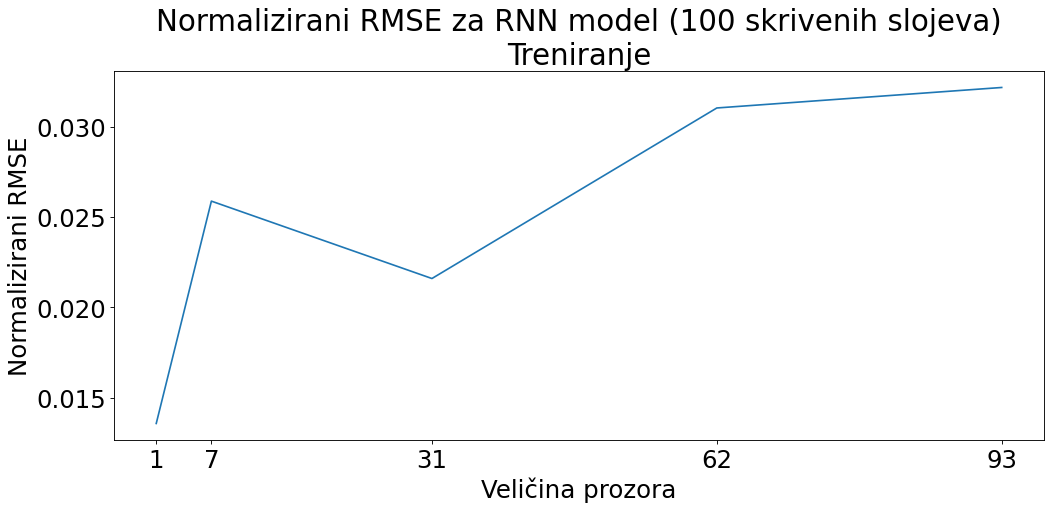 Normalizirani RMSE za RNN model (100 skrivenih slojeva)
Treniranje
Normalizirani RMSE
0.030
0.025
0.020
0.015
1 7 31 62 93
Veličina prozora